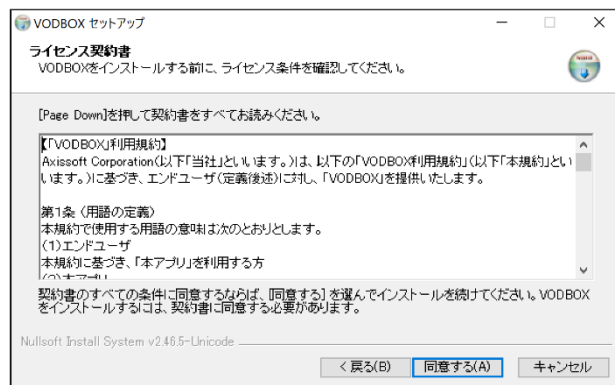 VODBOX セットアップ
ライセンス契約書
VODBOXをインストールする前に、ライセンス条件を確認してください。
[Page Down]を押して契約書をすべてお読みください。
【「VODBOX」利用規約】
Axissoft Corporation(以下「当社」といいます。)は、以下の「VODBOX利用規約」(以下「本規約」とい
います。)に基づき、エンドユーザ(定義後述)に対し、「VODBOX」を提供いたします。
第1条 (用語の定義)
本規約で使用する用語の意味は次のとおりとします。
(1)エンドユーザ
本規約に基づき、「本アプリ」を利用する方
(2)本アプリ
契約書のすべての条件に同意するならば、[同意する] を選んでインストールを続けてください。VODBOX
をインストールするには、契約書に同意する必要があります。
Nullsoft Install System v2.46.5-Unicode
< 戻る(B) 同意する(A) キャンセル